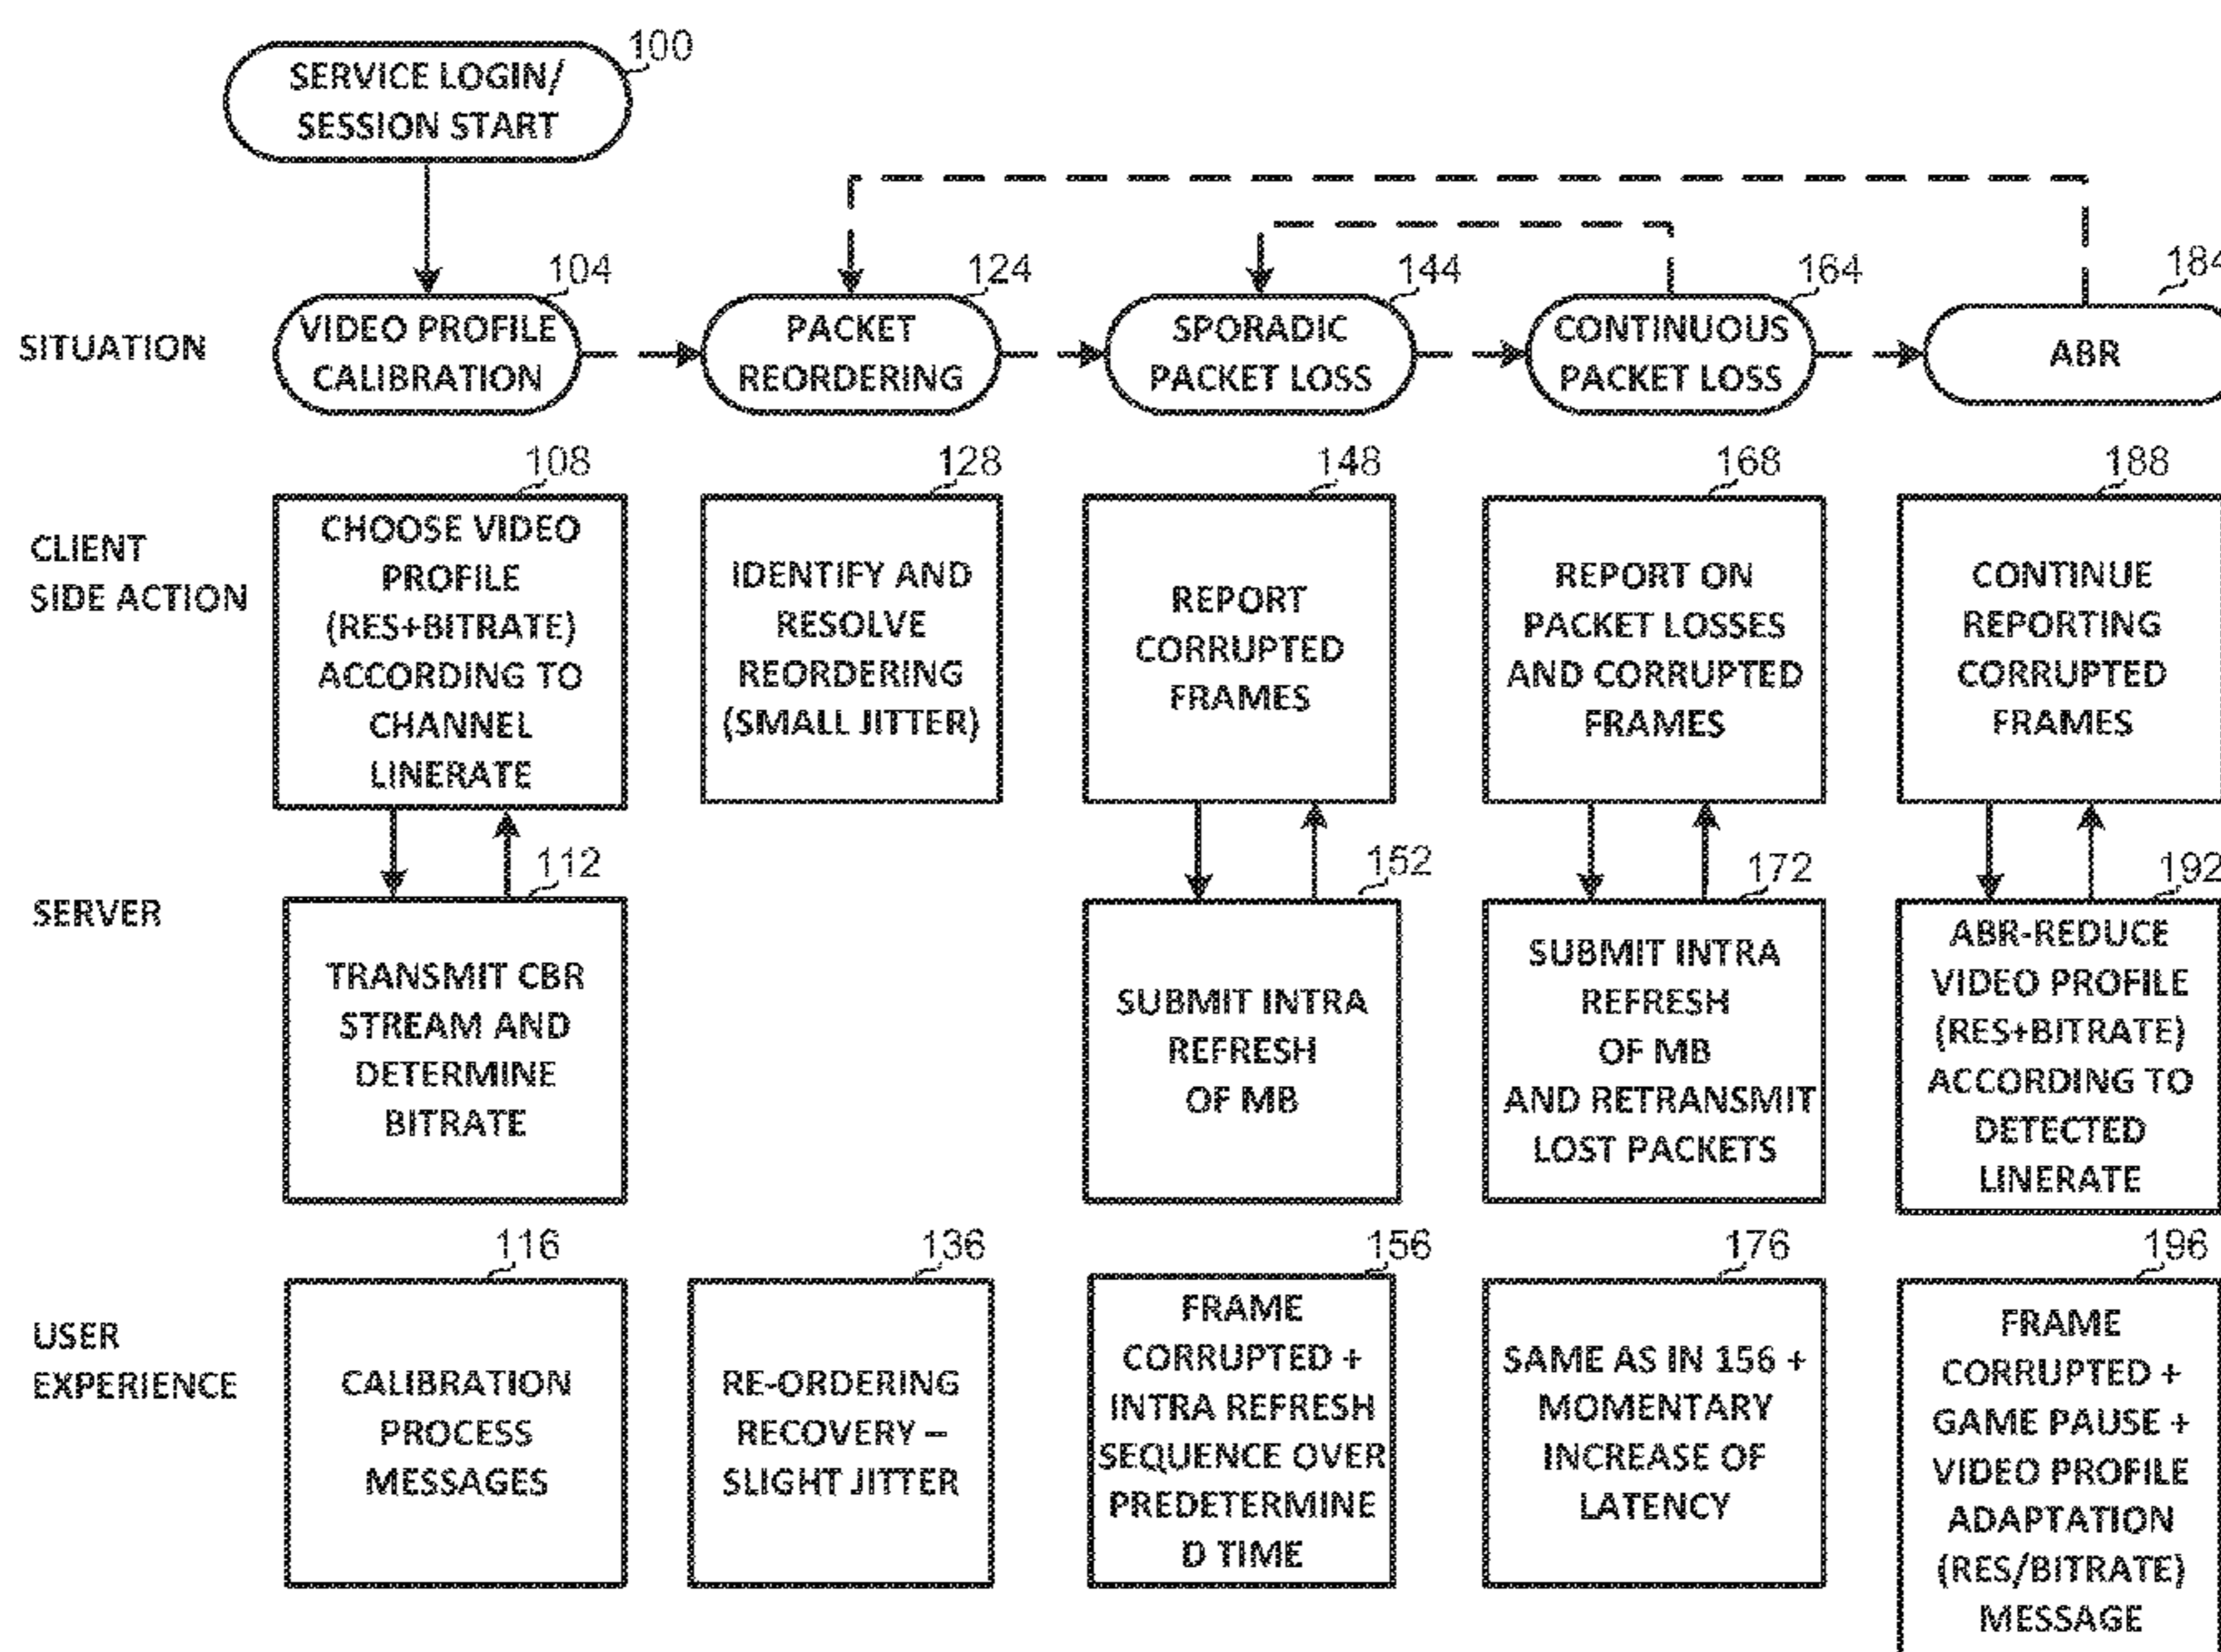 100
SERVICE LOGIN/
SESSION START
SITUATION
104
VIDEO PROFILE
CALIBRATION
124
PACKET
REORDERING
144
SPORADIC
PACKET LOSS
164
CONTINUOUS
PACKET LOSS
184
ABR
CLIENT
SIDE ACTION
108
CHOOSE VIDEO
PROFILE
(RES+BITRATE)
ACCORDING TO
CHANNEL
LINERATE
128
IDENTIFY AND
RESOLVE
REORDERING
(SMALL JITTER)
148
REPORT
CORRUPTED
FRAMES
168
REPORT ON
PACKET LOSSES
AND CORRUPTED
FRAMES
188
CONTINUE
REPORTING
CORRUPTED
FRAMES
SERVER
112
TRANSMIT CBR
STREAM AND
DETERMINE
BITRATE
152
SUBMIT INTRA
REFRESH
OF MB
172
SUBMIT INTRA
REFRESH
OF MB
AND RETRANSMIT
LOST PACKETS
192
ABR-REDUCE
VIDEO PROFILE
(RES+BITRATE)
ACCORDING TO
DETECTED
LINERATE
USER
EXPERIENCE
116
CALIBRATION
PROCESS
MESSAGES
136
RE-ORDERING
RECOVERY –
SLIGHT JITTER
156
FRAME
CORRUPTED +
INTRA REFRESH
SEQUENCE OVER
PREDETERMINE
D TIME
176
SAME AS IN 156 +
MOMENTARY
INCREASE OF
LATENCY
196
FRAME
CORRUPTED +
GAME PAUSE +
VIDEO PROFILE
ADAPTATION
(RES/BITRATE)
MESSAGE